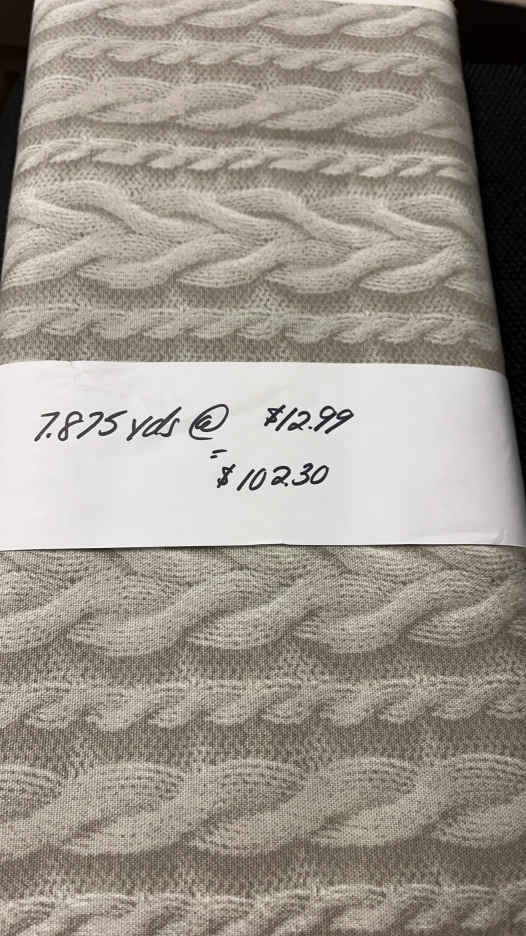 7.875 yds @ $12.99
=
$102.30